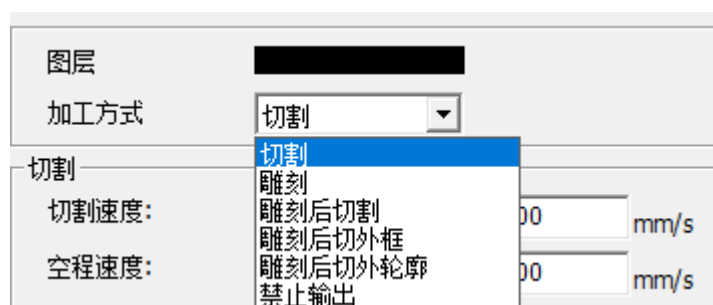 图层
加工方式 切割
切割
切割
雕刻
切割速度: 雕刻后切割 00 mm/s
雕刻后切外框
空程速度: 雕刻后切外轮廓 00 mm/s
禁止输出